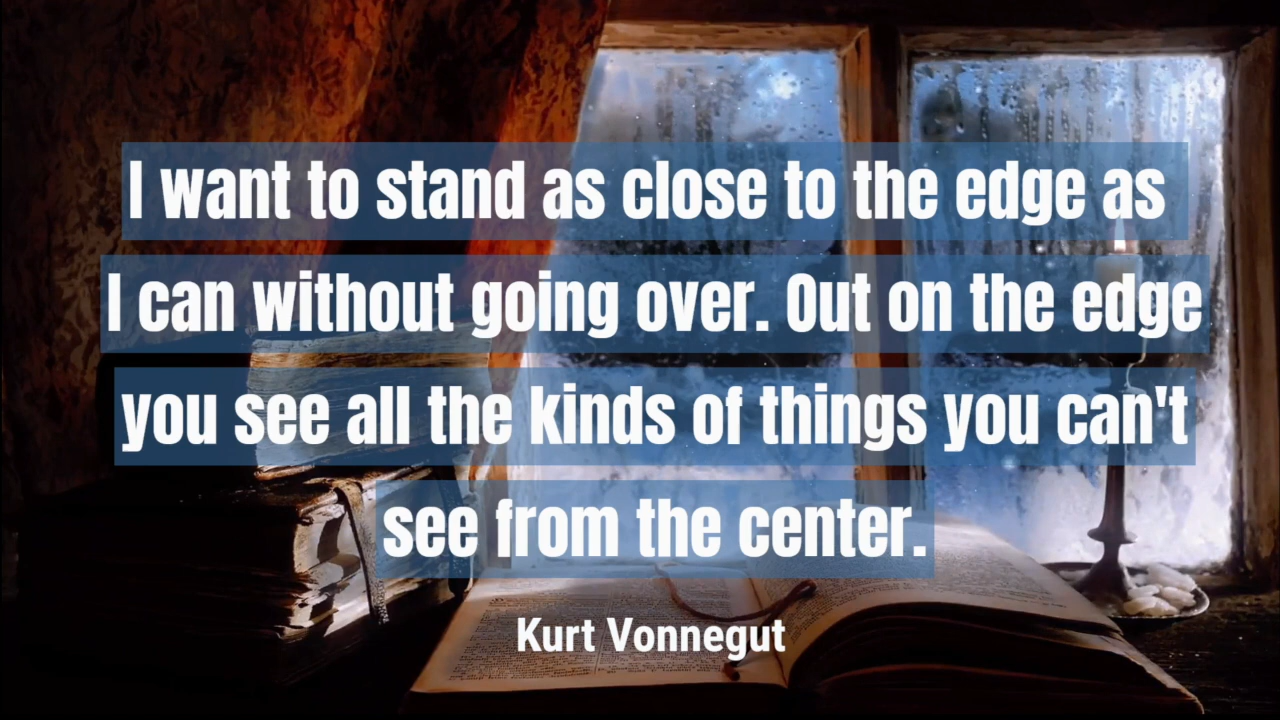 I want to stand as close to the edge as
I can without going over. Out on the edge
you see all the kinds of things you can't
see from the center.
Kurt Vonnegut